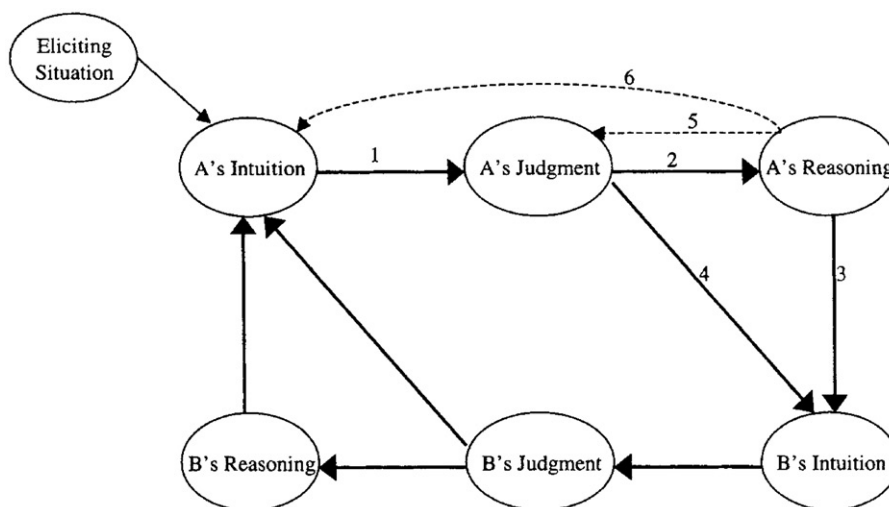 Eliciting
Situation
6
5
A's Intuition
1
A's Judgment
2
A's Reasoning
4
3
B's Reasoning
B's Judgment
B's Intuition